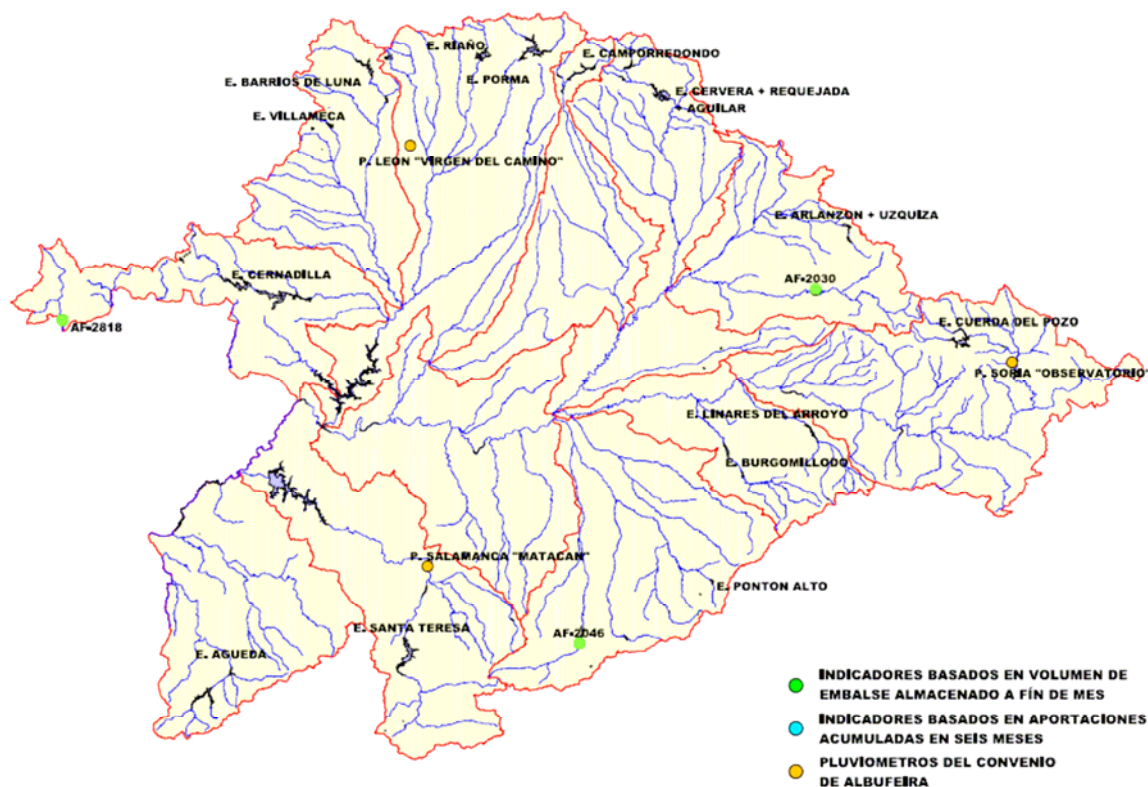 E. RIAÑO
E. CAMPORREDONDO
E. BARRIOS DE LUNA
E. PORMA
E. CERVERA + REQUEJADA
AGUILAR
E. VILLAMECA
P. LEON "VIRGEN DEL CAMINO"
E. ARLANZON + UZQUIZA
E. CERNADILLA
AF-2030
AF-2818
E. CUERDA DEL POZO
P. SORIA "OBSERVATORIO"
E. LINARES DEL ARROYO
E. BURGOMILLODO
P. SALAMANCA "MATACAN"
E. PONTON ALTO
E. SANTA TERESA
AF-2046
E. AGUEDA
INDICADORES BASADOS EN VOLUMEN DE
EMBALSE ALMACENADO A FÍN DE MES
INDICADORES BASADOS EN APORTACIONES
ACUMULADAS EN SEIS MESES
PLUVIOMETROS DEL CONVENIO
DE ALBUFEIRA